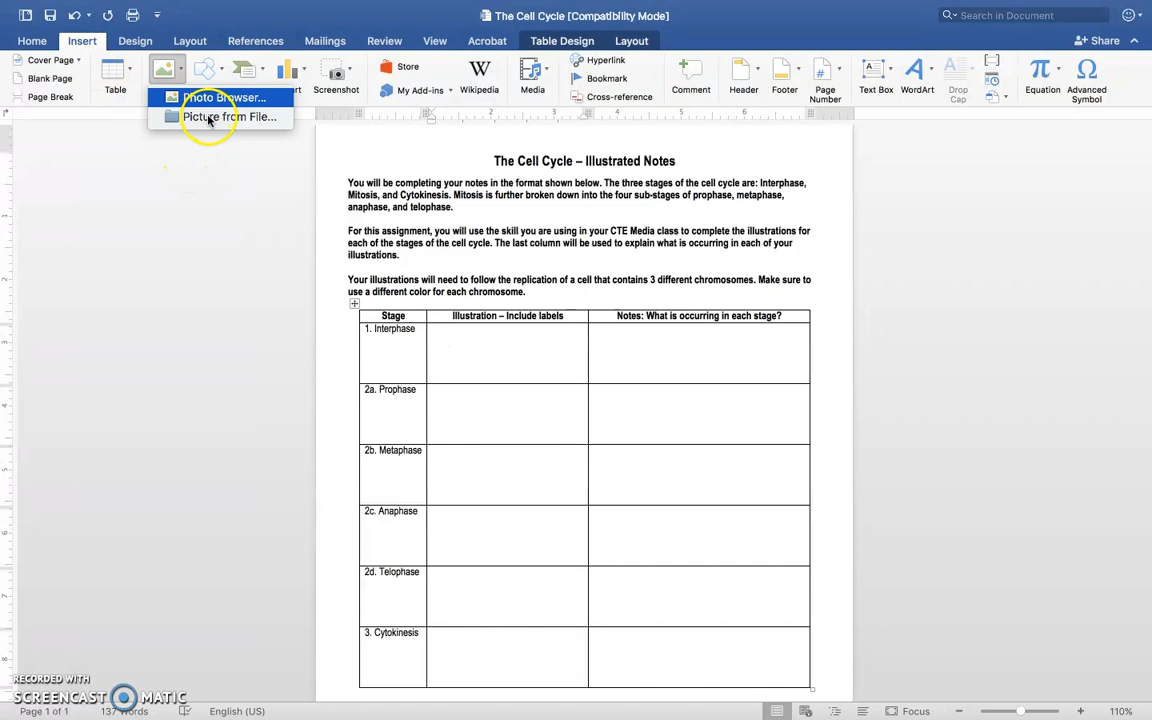 The Cell Cycle [Compatibility Mode]
Search in Document
Home Insert Design Layout References Mailings Review View Acrobat Table Design Layout Share
Cover Page
Blank Page
Page Break
Table
Screenshot
Store
My Add-ins
Wikipedia
Media
Hyperlink
Bookmark
Cross-reference
Comment
Header
Footer
Page
Number
Text Box
WordArt
Drop
Cap
Equation
Advanced
Symbol
Photo Browser...
Picture from File...
The Cell Cycle – Illustrated Notes
You will be completing your notes in the format shown below. The three stages of the cell cycle are: Interphase,
Mitosis, and Cytokinesis. Mitosis is further broken down into the four sub-stages of prophase, metaphase,
anaphase, and telophase.
For this assignment, you will use the skill you are using in your CTE Media class to complete the illustrations for
each of the stages of the cell cycle. The last column will be used to explain what is occurring in each of your
illustrations.
Your illustrations will need to follow the replication of a cell that contains 3 different chromosomes. Make sure to
use a different color for each chromosome.
Stage Illustration – Include labels Notes: What is occurring in each stage?
1. Interphase
2a. Prophase
2b. Metaphase
2c. Anaphase
2d. Telophase
3. Cytokinesis
RECORDED WITH
SCREENCAST MATIC
Page 1 of 1 137 Words English (US) Focus 110%